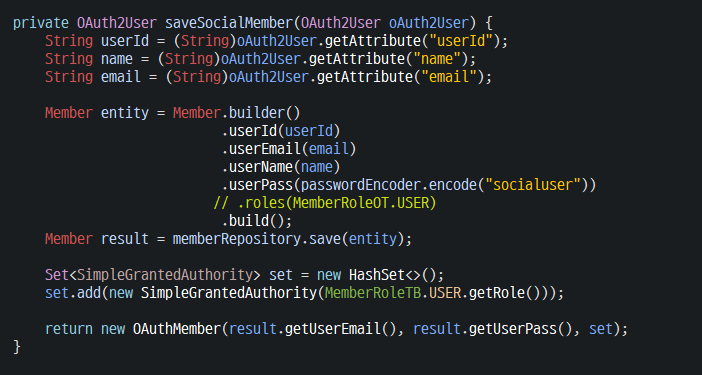 private OAuth2User saveSocialMember(OAuth2User oAuth2User) {
    String userId = (String)oAuth2User.getAttribute("userId");
    String name = (String)oAuth2User.getAttribute("name");
    String email = (String)oAuth2User.getAttribute("email");

    Member entity = Member.builder()
                          .userId(userId)
                          .userEmail(email)
                          .userName(name)
                          .userPass(passwordEncoder.encode("socialuser"))
                         // .roles(MemberRoleOT.USER)
                          .build();
    Member result = memberRepository.save(entity);

    Set<SimpleGrantedAuthority> set = new HashSet<>();
    set.add(new SimpleGrantedAuthority(MemberRoleTB.USER.getRole()));

    return new OAuthMember(result.getUserEmail(), result.getUserPass(), set);
}